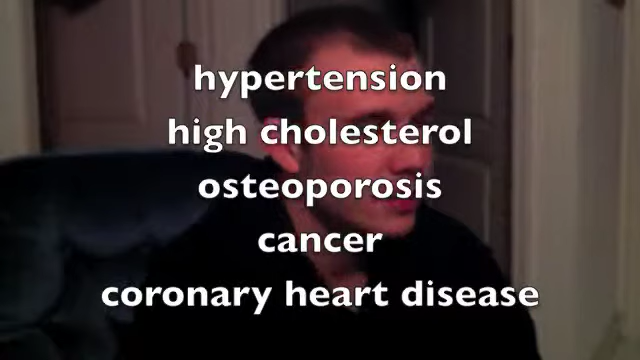 hypertension
high cholesterol
osteoporosis
cancer
coronary heart disease